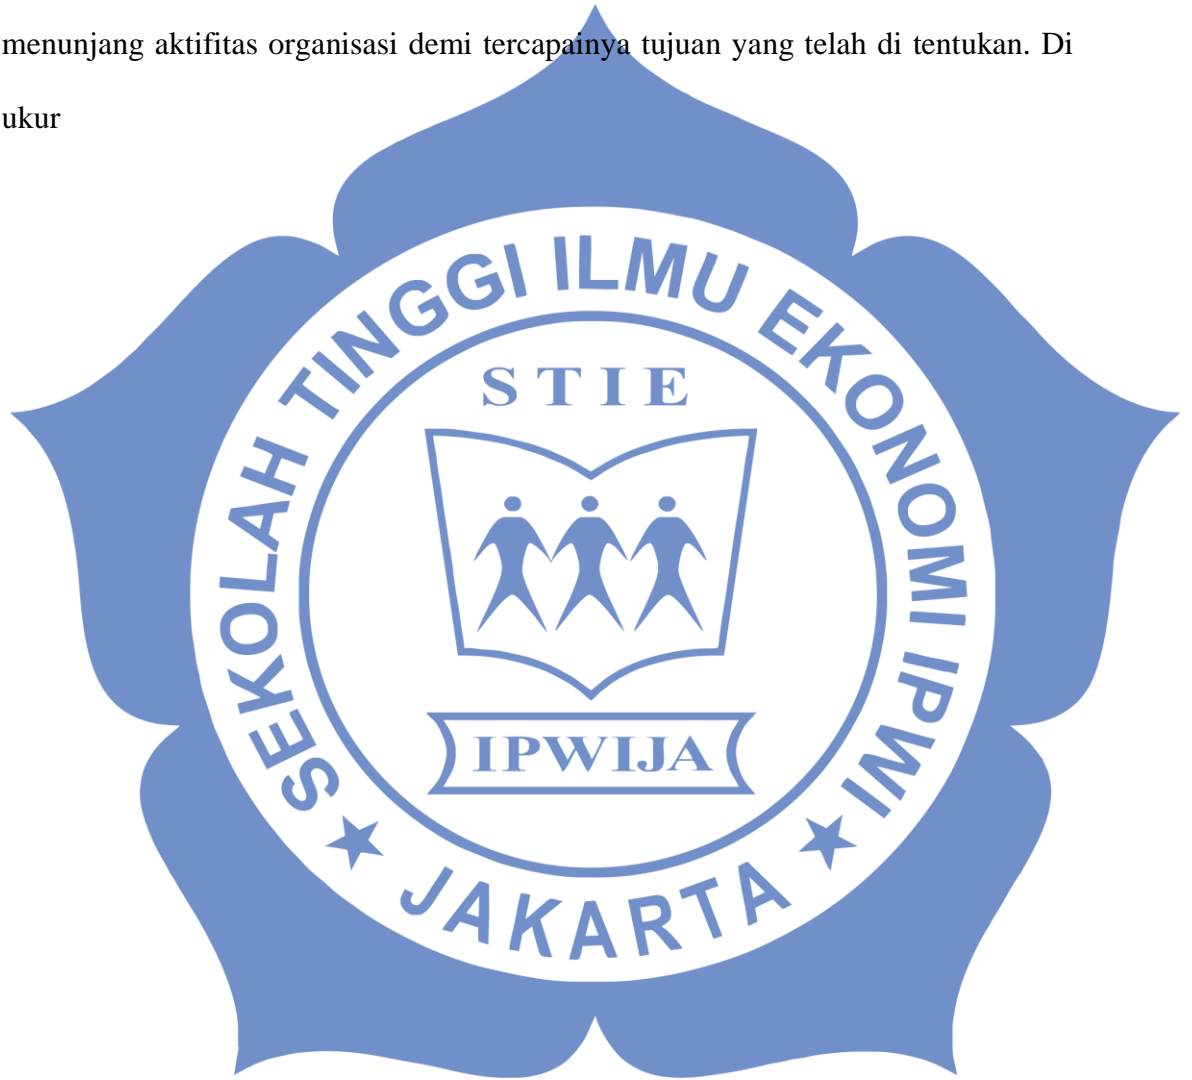 menunjang aktifitas organisasi demi tercapainya tujuan yang telah di tentukan. Di
ukur
SEKOLAH TINGGI ILMU EKONOMI IPWI
STIE
IPWIJA
★ JAKARTA ★